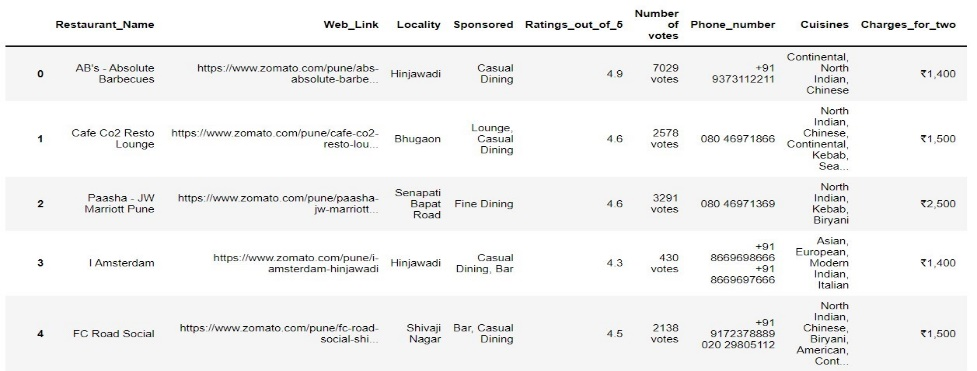 Restaurant_Name Web_Link Locality Sponsored Ratings_out_of_5 Number of votes Phone_number Cuisines Charges_for_two
0 AB's - Absolute Barbecues https://www.zomato.com/pune/abs-absolute-barbe... Hinjawadi Casual Dining 4.9 7029 votes +91 9373112211 Continental, North Indian, Chinese ₹1,400
1 Cafe Co2 Resto Lounge https://www.zomato.com/pune/cafe-co2-resto-lou... Bhugaon Lounge, Casual Dining 4.6 2578 votes 080 46971866 North Indian, Chinese, Continental, Kebab, Sea... ₹1,500
2 Paasha - JW Marriott Pune https://www.zomato.com/pune/paasha-jw-marriott... Senapati Bapat Road Fine Dining 4.6 3291 votes 080 46971369 North Indian, Kebab, Biryani ₹2,500
3 I Amsterdam https://www.zomato.com/pune/i-amsterdam-hinjawadi Hinjawadi Casual Dining, Bar 4.3 430 votes +91 8669698666 +91 8669697666 Asian, European, Modern Indian, Italian ₹1,400
4 FC Road Social https://www.zomato.com/pune/fc-road-social-shi... Shivaji Nagar Bar, Casual Dining 4.5 2138 votes +91 9172378889 020 29805112 North Indian, Chinese, Biryani, American, Cont... ₹1,500